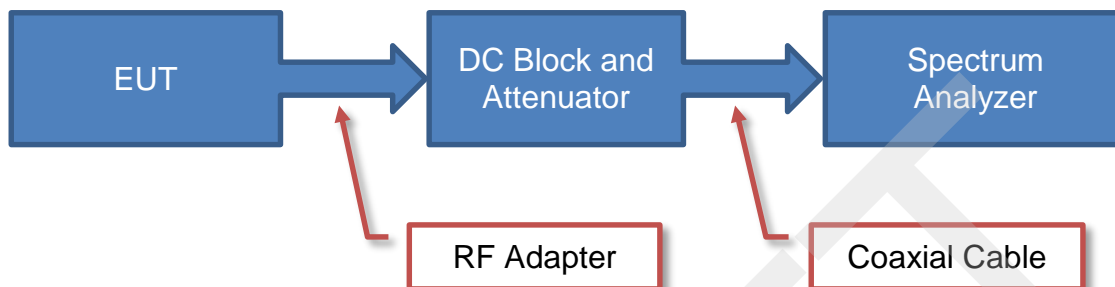 EUT
DC Block and
Attenuator
Spectrum
Analyzer
RF Adapter
Coaxial Cable